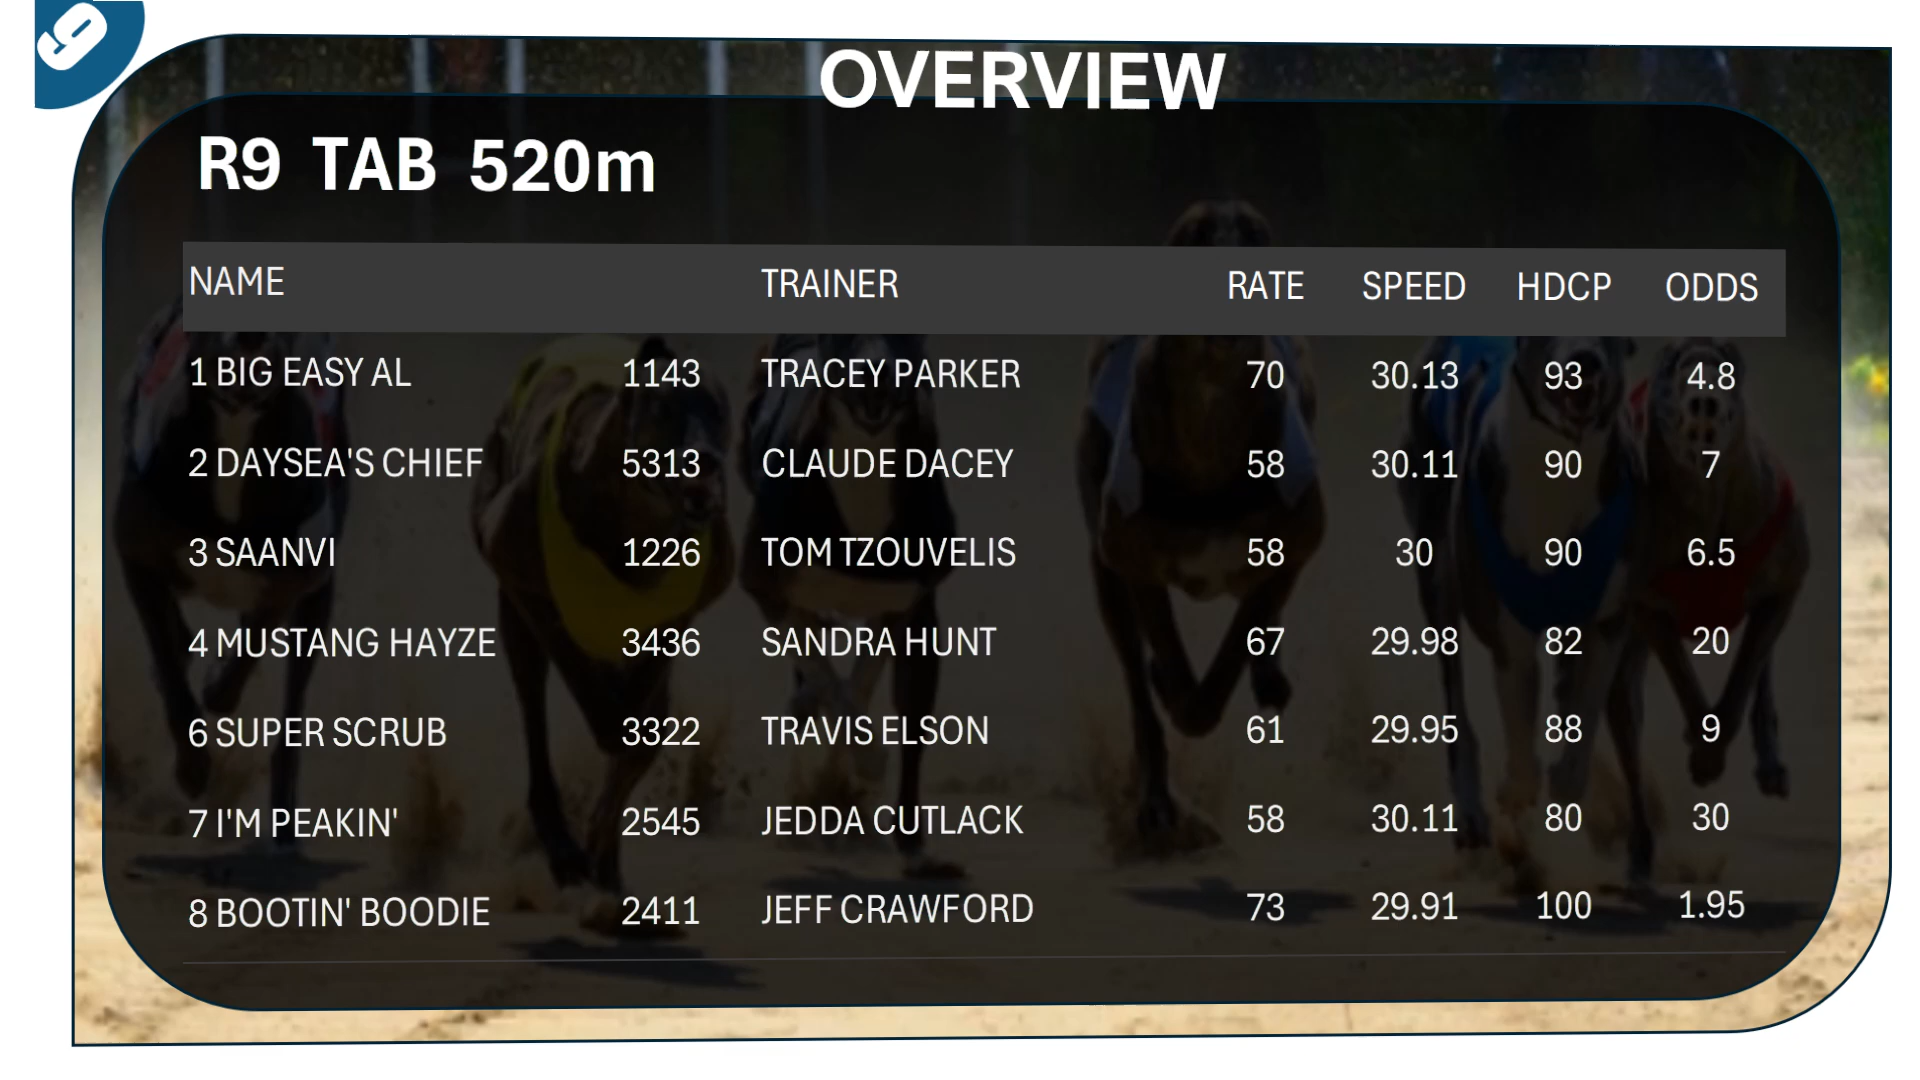 9
OVERVIEW
R9 TAB 520m
NAME TRAINER RATE SPEED HDCP ODDS
1 BIG EASY AL 1143 TRACEY PARKER 70 30.13 93 4.8
2 DAYSEA'S CHIEF 5313 CLAUDE DACEY 58 30.11 90 7
3 SAANVI 1226 TOM TZOUVELIS 58 30 90 6.5
4 MUSTANG HAYZE 3436 SANDRA HUNT 67 29.98 82 20
6 SUPER SCRUB 3322 TRAVIS ELSON 61 29.95 88 9
7 I'M PEAKIN' 2545 JEDDA CUTLACK 58 30.11 80 30
8 BOOTIN' BOODIE 2411 JEFF CRAWFORD 73 29.91 100 1.95